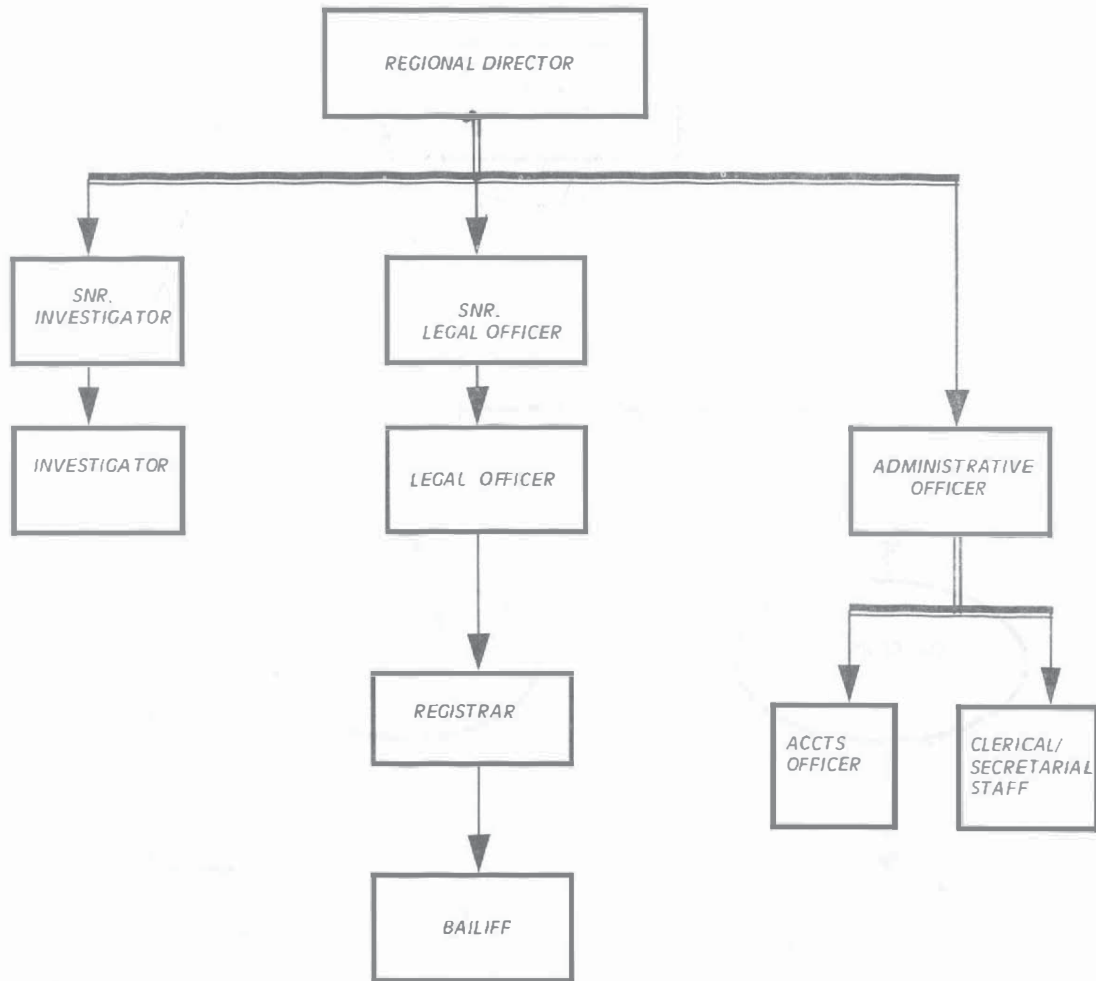 REGIONAL DIRECTOR
SNR.
INVESTIGATOR
SNR.
LEGAL OFFICER
INVESTIGATOR
LEGAL OFFICER
ADMINISTRATIVE
OFFICER
REGISTRAR
ACCTS
OFFICER
CLERICAL/
SECRETARIAL
STAFF
BAILIFF